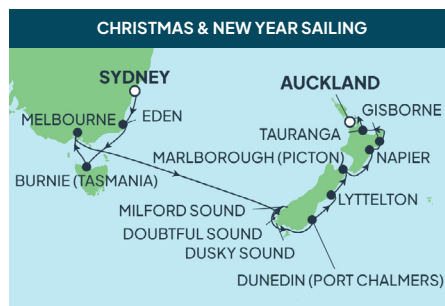 CHRISTMAS & NEW YEAR SAILING
SYDNEY
AUCKLAND
MELBOURNE
EDEN
GISBORNE
TAURANGA
MARLBOROUGH (PICTON)
NAPIER
BURNIE (TASMANIA)
LYTTELTON
MILFORD SOUND
DOUBTFUL SOUND
DUSKY SOUND
DUNEDIN (PORT CHALMERS)